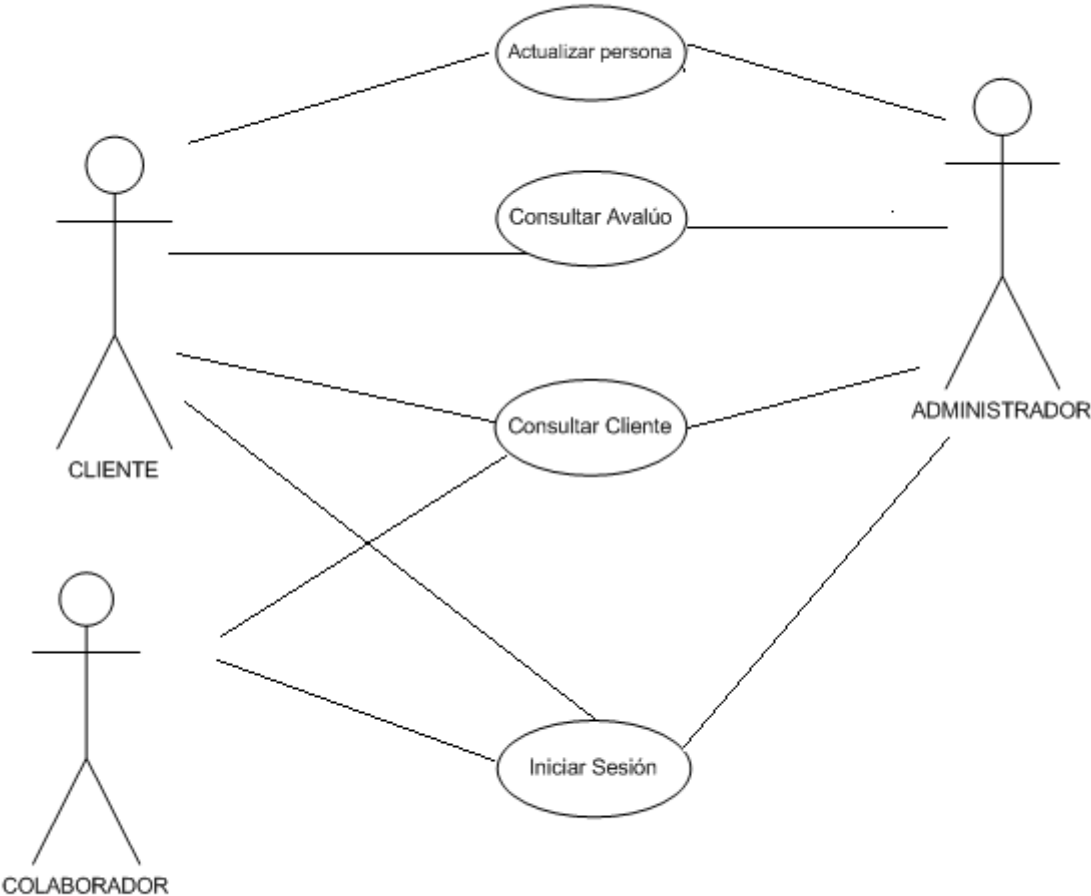 Actualizar persona
Consultar Avalúo
Consultar Cliente
ADMINISTRADOR
CLIENTE
Iniciar Sesión
COLABORADOR